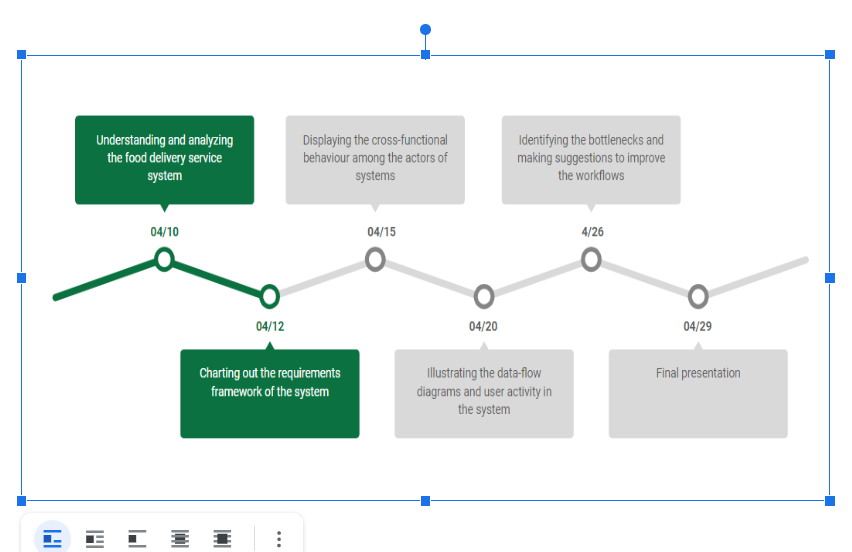 Understanding and analyzing
the food delivery service
system
04/10
Displaying the cross-functional
behaviour among the actors of
systems
04/15
Identifying the bottlenecks and
making suggestions to improve
the workflows
4/26
04/12
Charting out the requirements
framework of the system
04/20
Illustrating the data-flow
diagrams and user activity in
the system
04/29
Final presentation